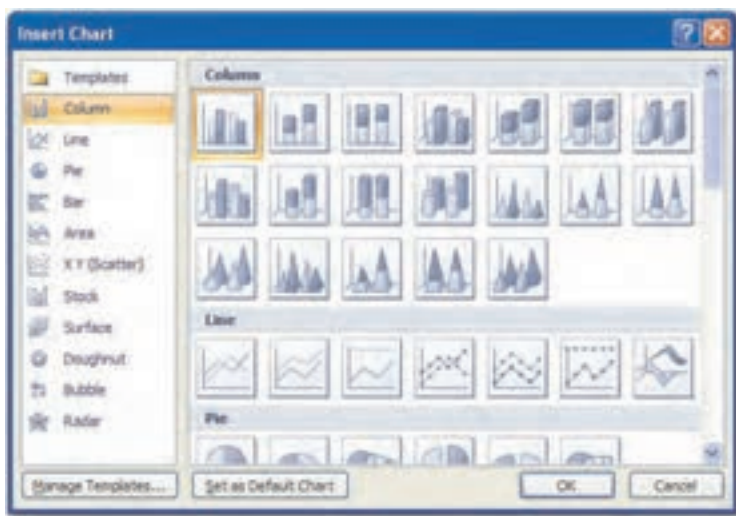 Insert Chart
Templates
Column
Line
Pie
Bar
Area
X Y (Scatter)
Stock
Surface
Doughnut
Bubble
Radar
Column
Line
Pie
Manage Templates...
Set as Default Chart
OK
Cancel